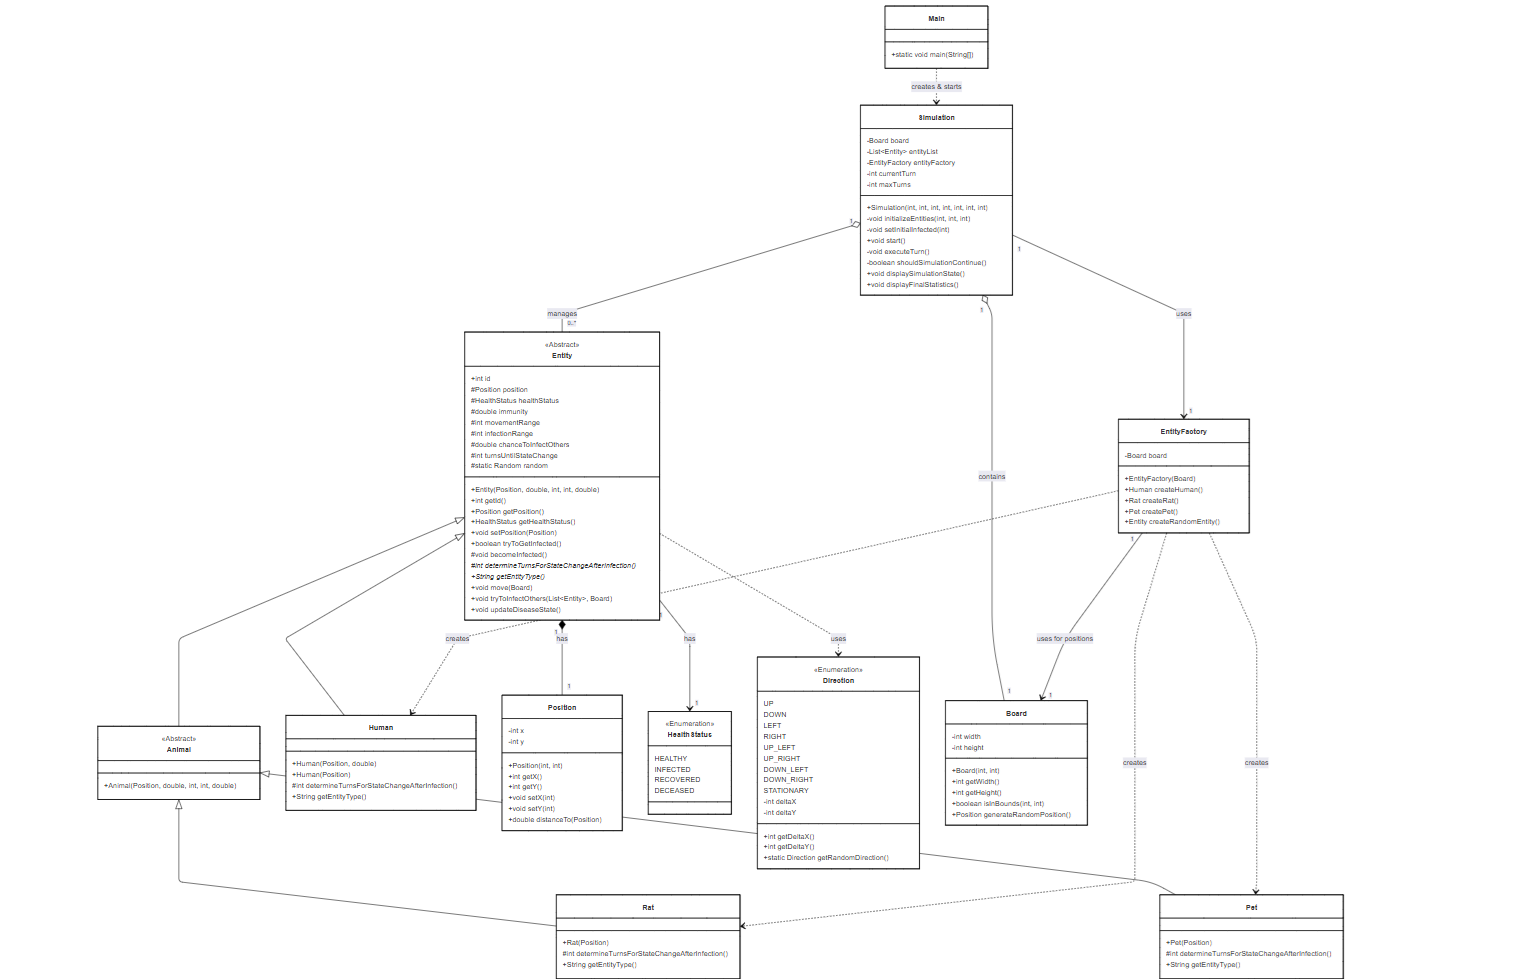 Main
+static void main(String[])
creates & starts
Simulation
-Board board
-List<Entity> entityList
-EntityFactory entityFactory
-int currentTurn
-int maxTurns
+Simulation(int, int, int, int, int, int, int)
-void initializeEntities(int, int, int)
-void setInitialInfected(int)
+void start()
-void executeTurn()
-boolean shouldSimulationContinue()
+void displaySimulationState()
+void displayFinalStatistics()
1
1
1
manages
0..*
uses
1
contains
«Abstract»
Entity
+int id
#Position position
#HealthStatus healthStatus
#double immunity
#int movementRange
#int infectionRange
#double chanceToInfectOthers
#int turnsUntilStateChange
#static Random random
+Entity(Position, double, int, int, double)
+int getId()
+Position getPosition()
+HealthStatus getHealthStatus()
+void setPosition(Position)
+boolean tryToGetInfected()
#void becomeInfected()
#int determineTurnsForStateChangeAfterInfection()
+String getEntityType()
+void move(Board)
+void tryToInfectOthers(List<Entity>, Board)
+void updateDiseaseState()
EntityFactory
-Board board
+EntityFactory(Board)
+Human createHuman()
+Rat createRat()
+Pet createPet()
+Entity createRandomEntity()
1
1
1
creates
has
has
uses
uses for positions
1
1
1
1
«Abstract»
Animal
+Animal(Position, double, int, int, double)
Human
+Human(Position, double)
+Human(Position)
#int determineTurnsForStateChangeAfterInfection()
+String getEntityType()
Position
-int x
-int y
+Position(int, int)
+int getX()
+int getY()
+void setX(int)
+void setY(int)
+double distanceTo(Position)
«Enumeration»
HealthStatus
HEALTHY
INFECTED
RECOVERED
DECEASED
«Enumeration»
Direction
UP
DOWN
LEFT
RIGHT
UP_LEFT
UP_RIGHT
DOWN_LEFT
DOWN_RIGHT
STATIONARY
-int deltaX
-int deltaY
+int getDeltaX()
+int getDeltaY()
+static Direction getRandomDirection()
Board
-int width
-int height
+Board(int, int)
+int getWidth()
+int getHeight()
+boolean isInBounds(int, int)
+Position generateRandomPosition()
creates
creates
Rat
+Rat(Position)
#int determineTurnsForStateChangeAfterInfection()
+String getEntityType()
Pet
+Pet(Position)
#int determineTurnsForStateChangeAfterInfection()
+String getEntityType()